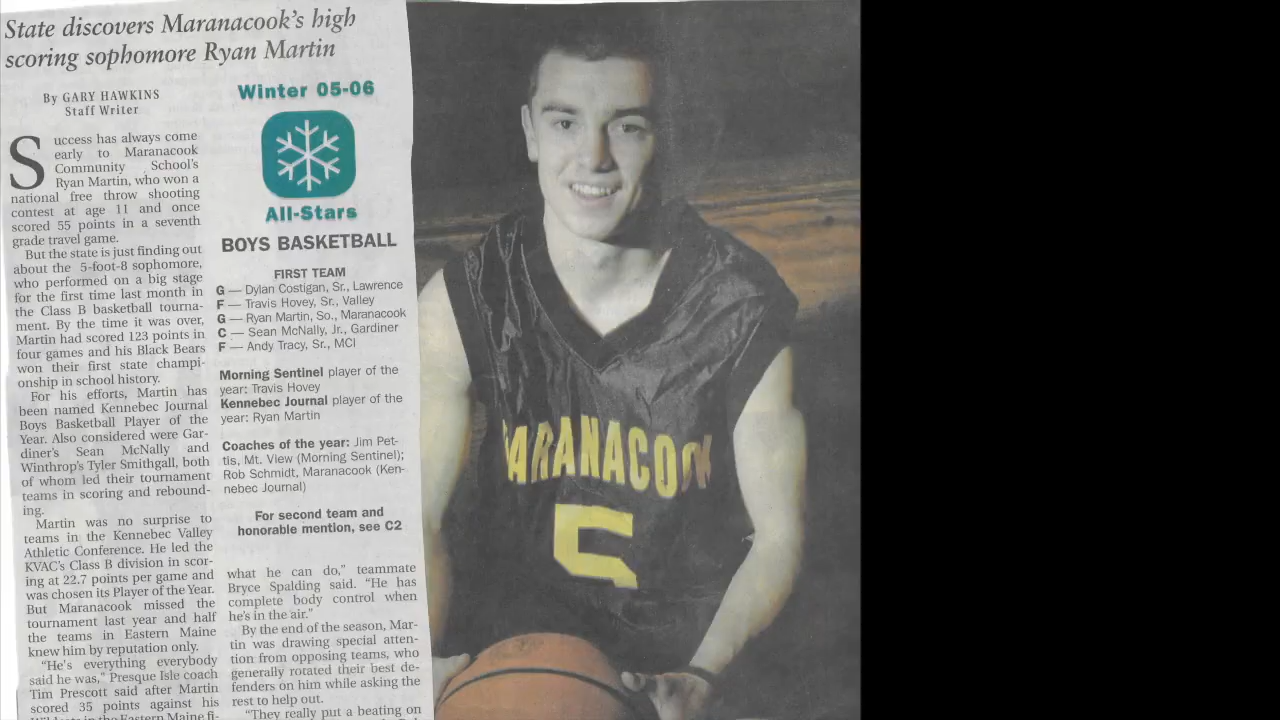 State discovers Maranacook's high
scoring sophomore Ryan Martin
By GARY HAWKINS
Staff Writer
Success has always come
early to Maranacook
Community School's
Ryan Martin, who won a
national free throw shooting
contest at age 11 and once
scored 55 points in a seventh
grade travel game.
But the state is just finding out
about the 5-foot-8 sophomore,
who performed on a big stage
for the first time last month in
the Class B basketball tourna-
ment. By the time it was over,
Martin had scored 123 points in
four games and his Black Bears
won their first state champi-
onship in school history.
For his efforts, Martin has
been named Kennebec Journal
Boys Basketball Player of the
Year. Also considered were Gar-
diner's Sean McNally and
Winthrop's Tyler Smithgall, both
of whom led their tournament
teams in scoring and rebound-
ing.
Martin was no surprise to
teams in the Kennebec Valley
Athletic Conference. He led the
KVAC's Class B division in scor-
ing at 22.7 points per game and
was chosen its Player of the Year.
But Maranacook missed the
tournament last year and half
the teams in Eastern Maine
knew him by reputation only.
"He's everything everybody
said he was," Presque Isle coach
Tim Prescott said after Martin
scored 35 points against his
Wildcats in the Eastern Maine fi-
Winter 05-06
All-Stars
BOYS BASKETBALL
FIRST TEAM
G — Dylan Costigan, Sr., Lawrence
F — Travis Hovey, Sr., Valley
G — Ryan Martin, So., Maranacook
C — Sean McNally, Jr., Gardiner
F — Andy Tracy, Sr., MCI
Morning Sentinel player of the
year: Travis Hovey
Kennebec Journal player of the
year: Ryan Martin
Coaches of the year: Jim Pet-
tis, Mt. View (Morning Sentinel);
Rob Schmidt, Maranacook (Ken-
nebec Journal)
For second team and
honorable mention, see C2
what he can do," teammate
Bryce Spalding said. "He has
complete body control when
he's in the air."
By the end of the season, Mar-
tin was drawing special atten-
tion from opposing teams, who
generally rotated their best de-
fenders on him while asking the
rest to help out.
"They really put a beating on
MARANACOOK
5